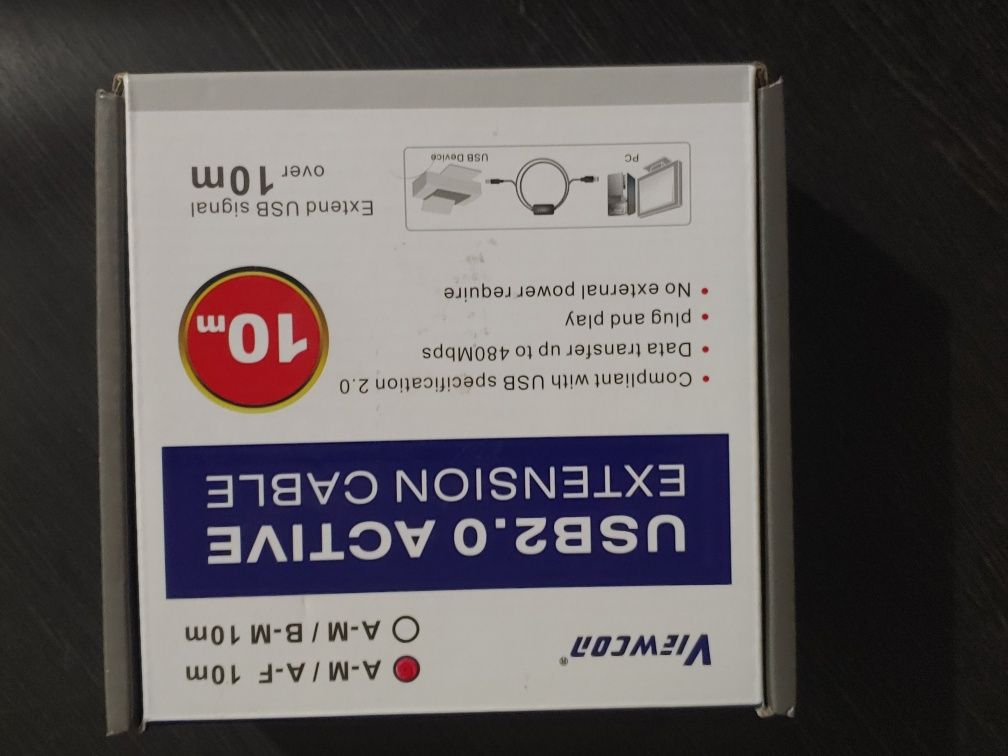 VIEWCON®
A-M / A-F 10m
A-M / B-M 10m
USB2.0 ACTIVE
EXTENSION CABLE
• Compliant with USB specification 2.0
• Data transfer up to 480Mbps
• plug and play
• No external power require
10m
PC
USB Device
Extend USB signal
over 10m